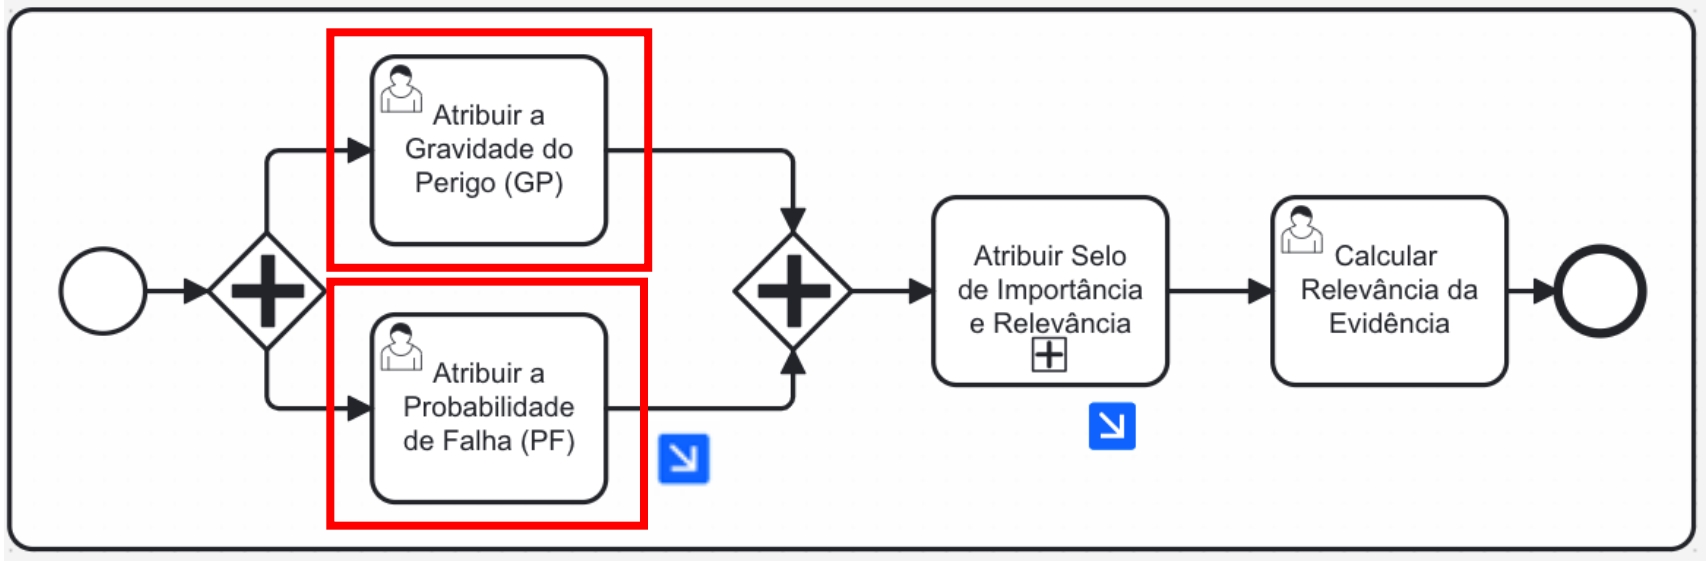 Atribuir a
Gravidade do
Perigo (GP)
Atribuir a
Probabilidade
de Falha (PF)
Atribuir Selo
de Importância
e Relevância
Calcular
Relevância da
Evidência